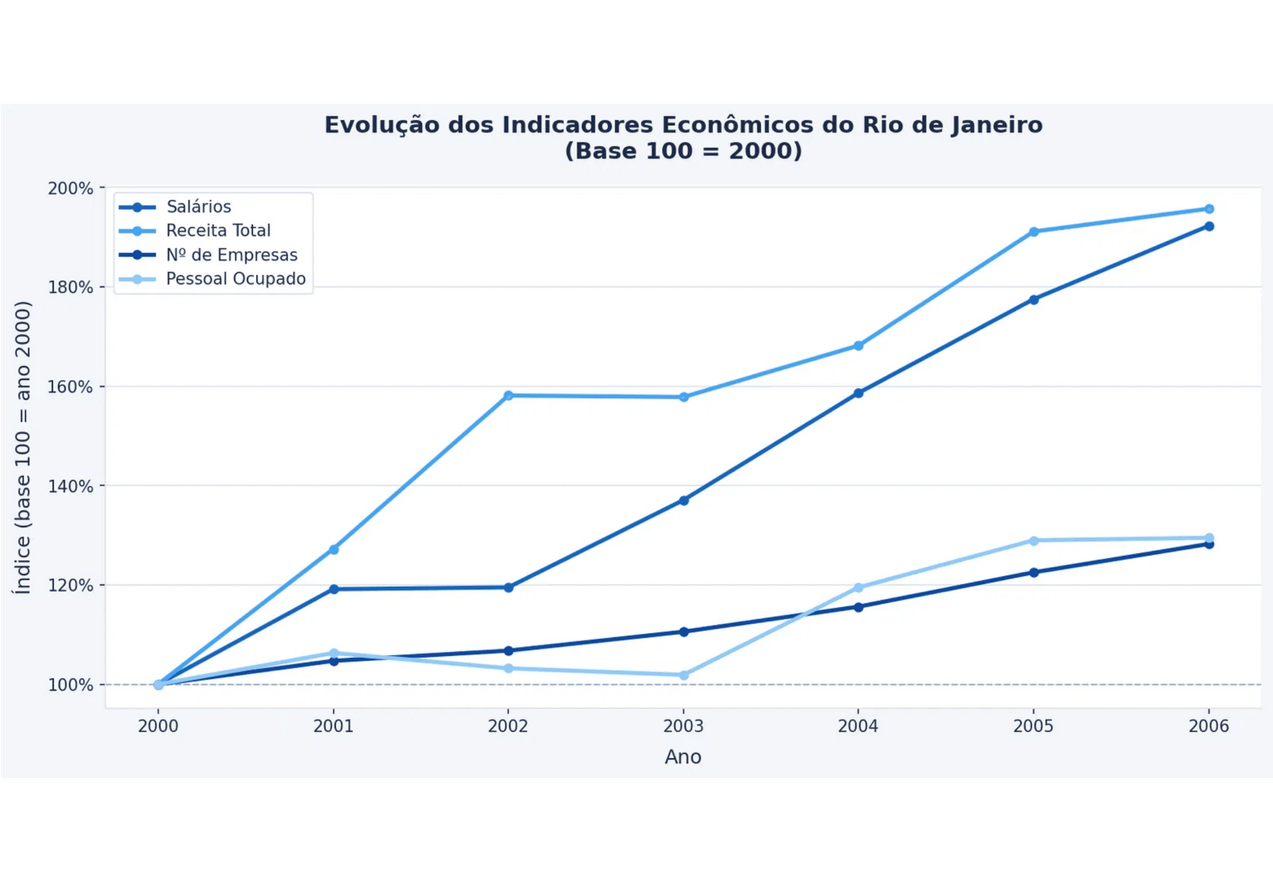 Evolução dos Indicadores Econômicos do Rio de Janeiro
(Base 100 = 2000)
Índice (base 100 = ano 2000)
200%
180%
160%
140%
120%
100%
Salários
Receita Total
Nº de Empresas
Pessoal Ocupado
2000 2001 2002 2003 2004 2005 2006
Ano